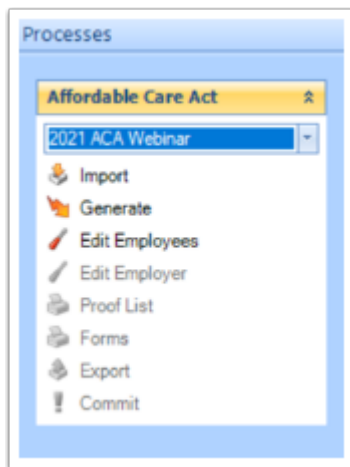 Processes
Affordable Care Act
2021 ACA Webinar
Import
Generate
Edit Employees
Edit Employer
Proof List
Forms
Export
Commit